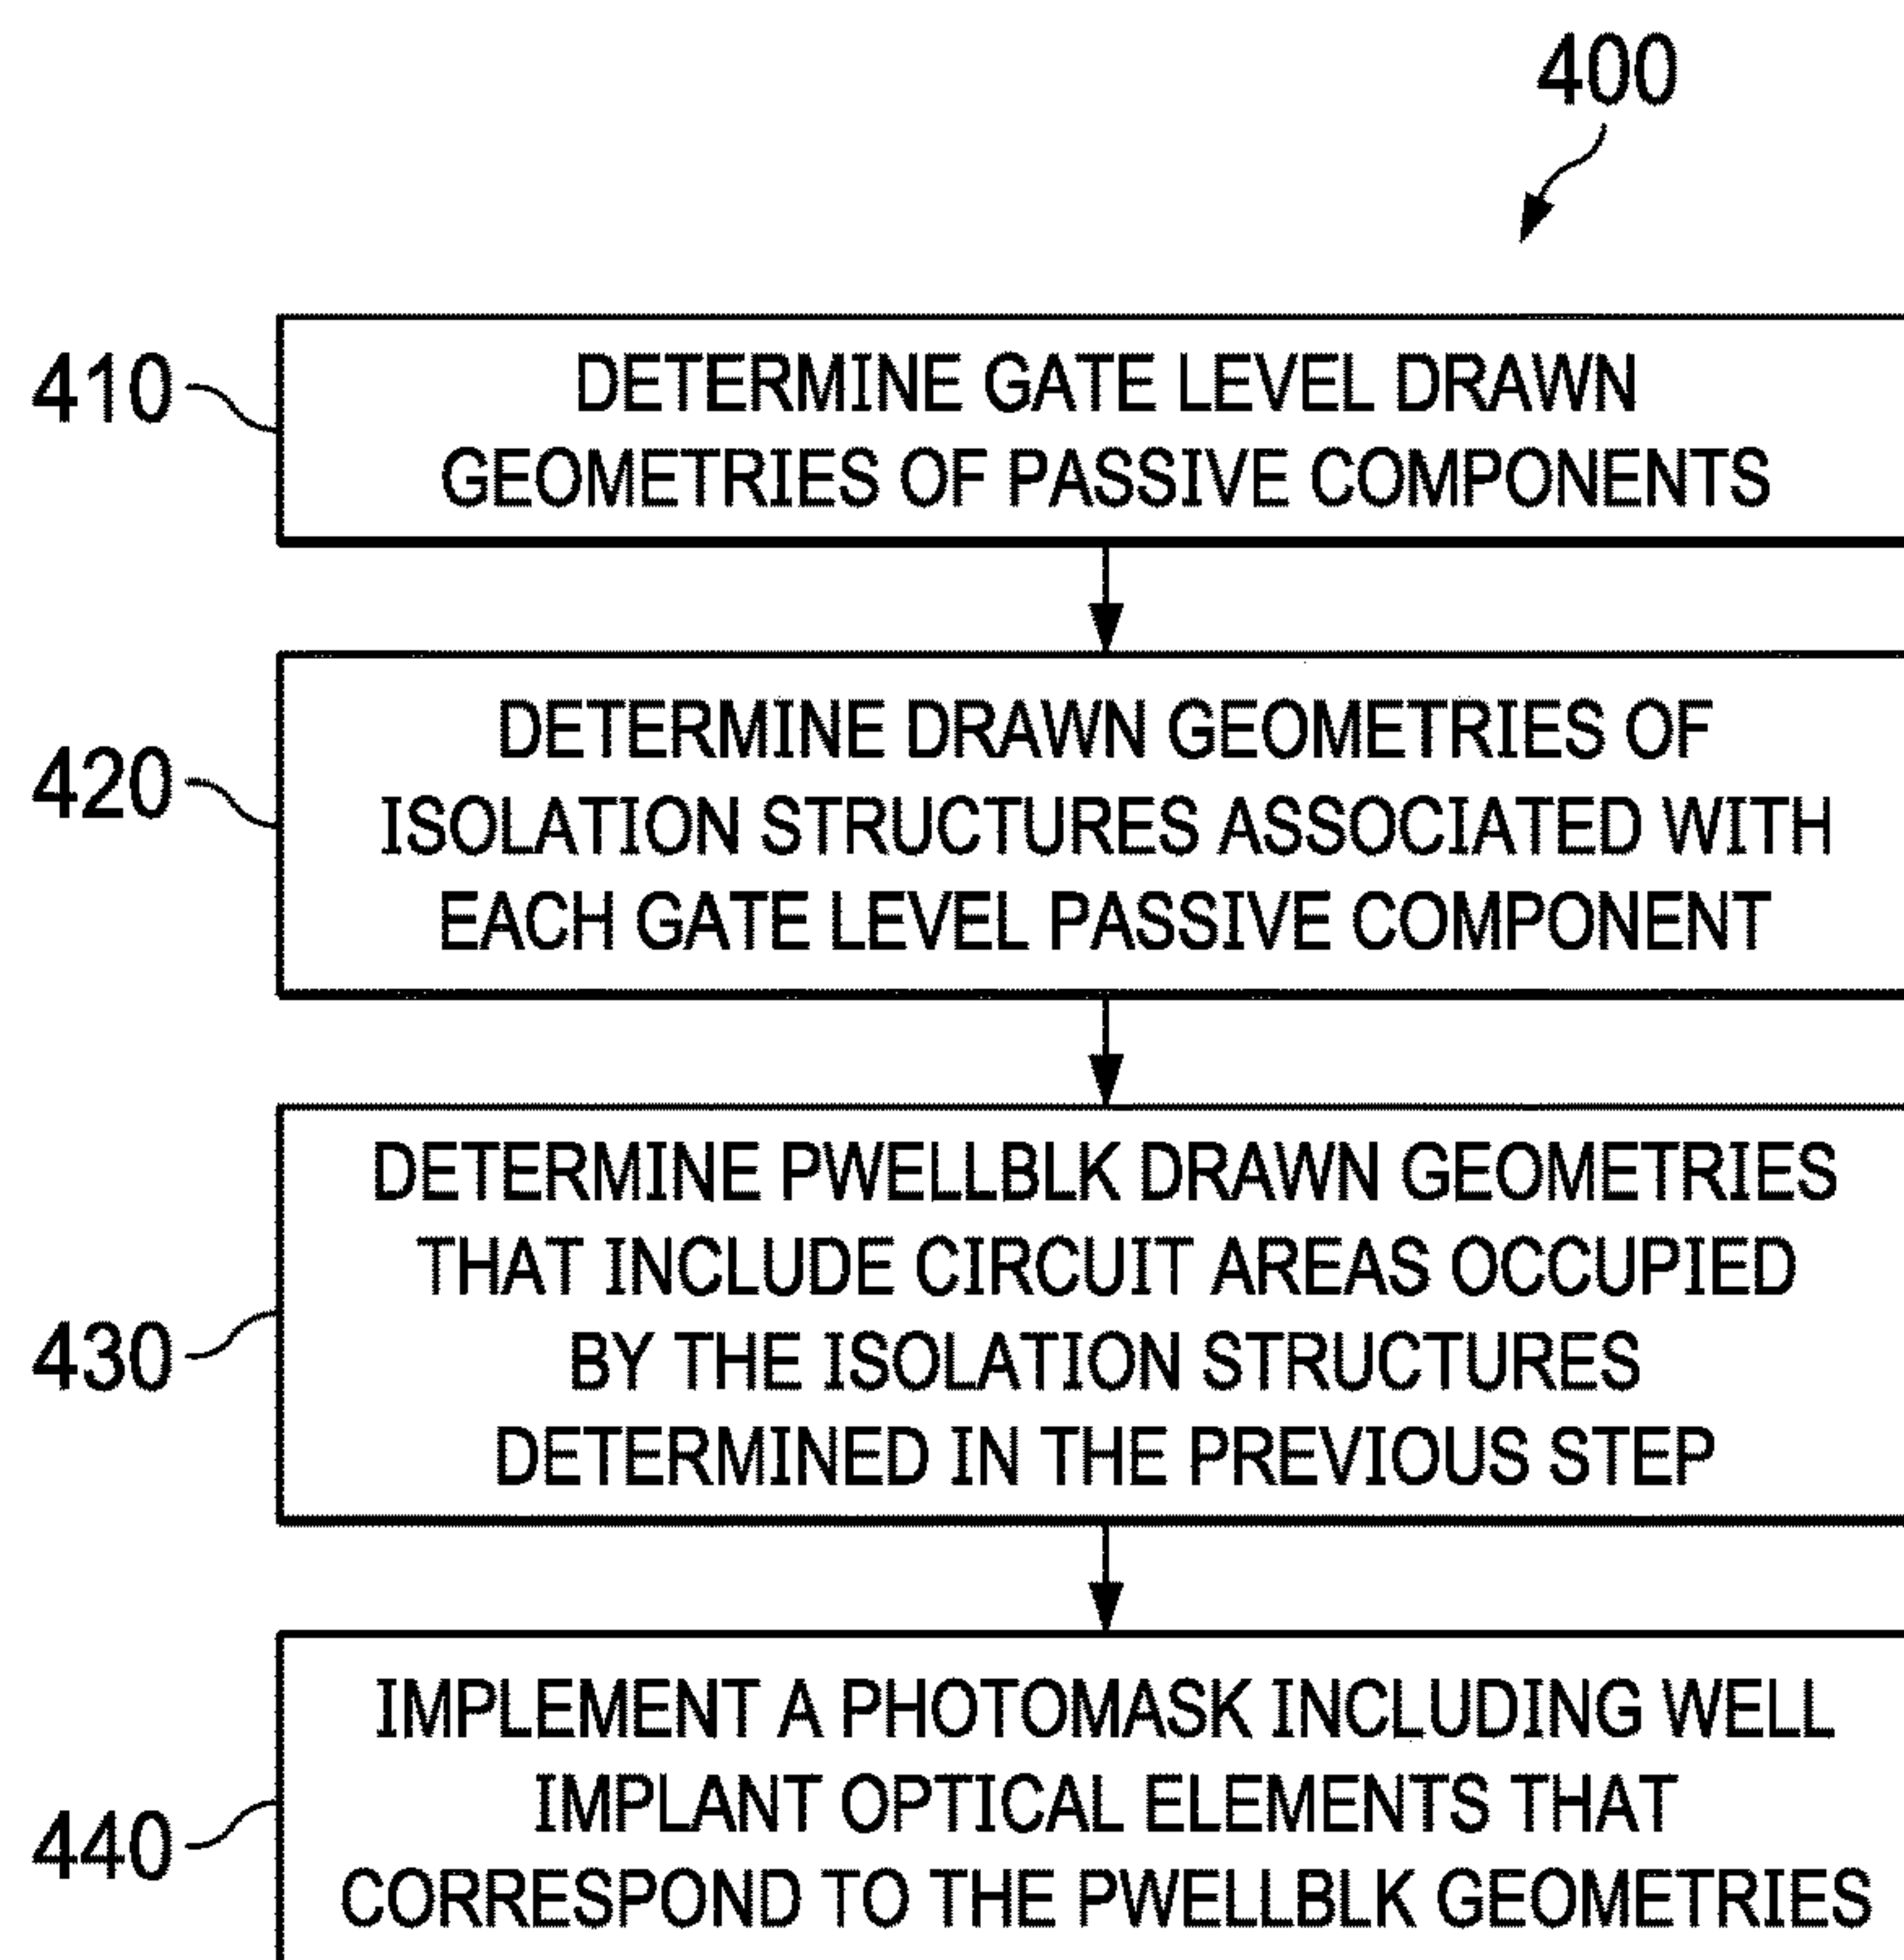 400
410
DETERMINE GATE LEVEL DRAWN
GEOMETRIES OF PASSIVE COMPONENTS
420
DETERMINE DRAWN GEOMETRIES OF
ISOLATION STRUCTURES ASSOCIATED WITH
EACH GATE LEVEL PASSIVE COMPONENT
430
DETERMINE PWELLBLK DRAWN GEOMETRIES
THAT INCLUDE CIRCUIT AREAS OCCUPIED
BY THE ISOLATION STRUCTURES
DETERMINED IN THE PREVIOUS STEP
440
IMPLEMENT A PHOTOMASK INCLUDING WELL
IMPLANT OPTICAL ELEMENTS THAT
CORRESPOND TO THE PWELLBLK GEOMETRIES